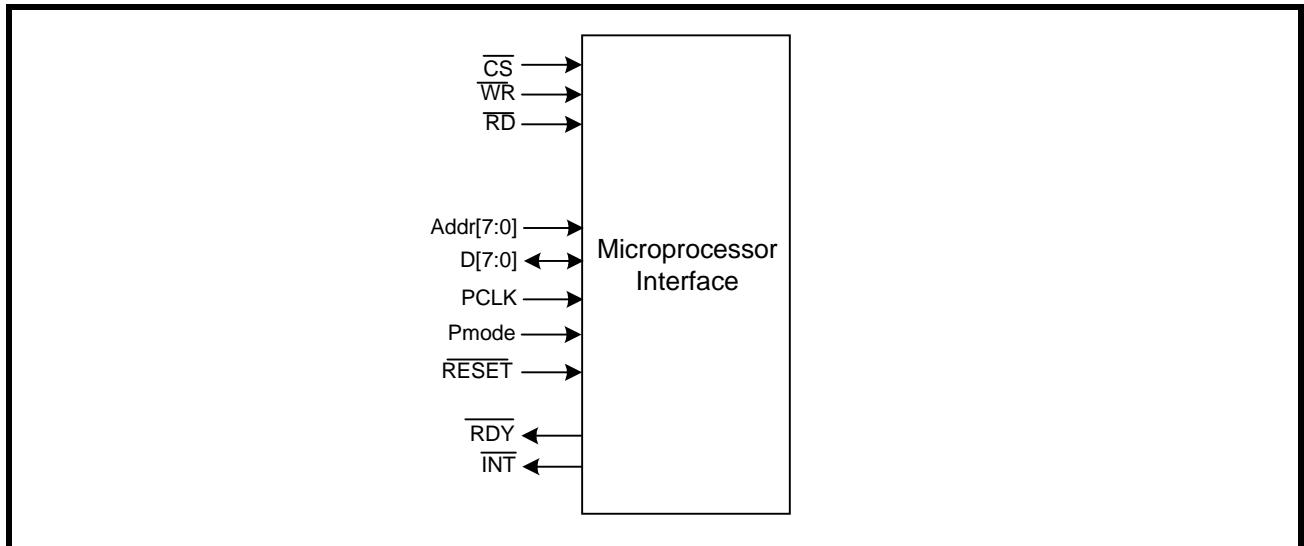 CS
WR
RD
Addr[7:0]
D[7:0]
Microprocessor
Interface
PCLK
Pmode
RESET
RDY
INT